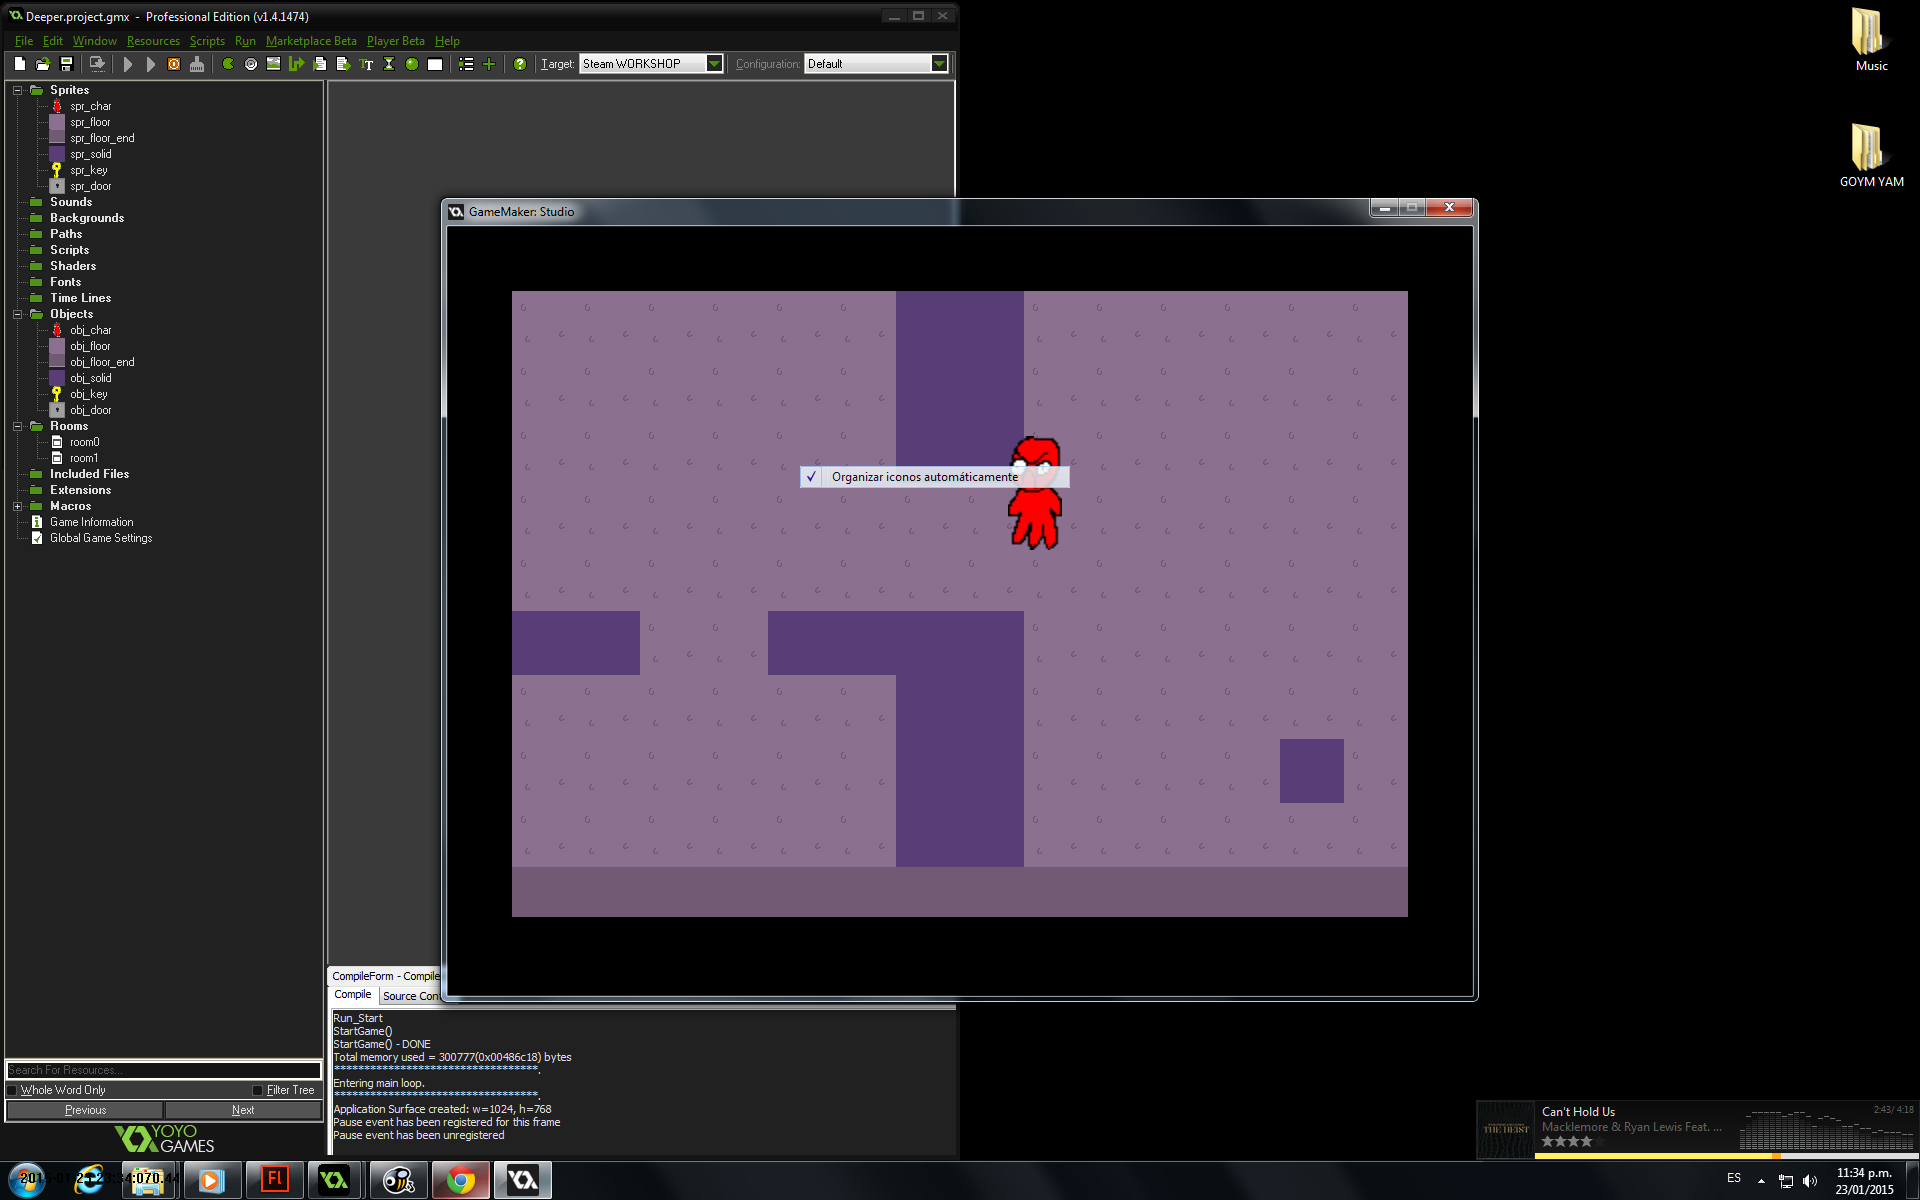 Deeper.project.gmx - Professional Edition (v1.4.1474)
File Edit Window Resources Scripts Run Marketplace Beta Player Beta Help
Target: Steam WORKSHOP Configuration: Default
Sprites
spr_char
spr_floor
spr_floor_end
spr_solid
spr_key
spr_door
Sounds
Backgrounds
Paths
Scripts
Shaders
Fonts
Time Lines
Objects
obj_char
obj_floor
obj_floor_end
obj_solid
obj_key
obj_door
Rooms
room0
room1
Included Files
Extensions
Macros
Game Information
Global Game Settings
Search For Resources...
Whole Word Only Filter Tree
Previous Next
YOYO
GAMES
Music
GOYM YAM
GameMaker: Studio
Organizar iconos automáticamente
CompileForm - Compile
Compile Source Con
Run_Start
StartGame()
StartGame() - DONE
Total memory used = 300777(0x00486c18) bytes
**********************************.
Entering main loop.
**********************************.
Application Surface created: w=1024, h=768
Pause event has been registered for this frame
Pause event has been unregistered
THE HEIST
Can't Hold Us
2:43/ 4:18
Macklemore & Ryan Lewis Feat. ...
Fl
ES
11:34 p.m.
23/01/2015